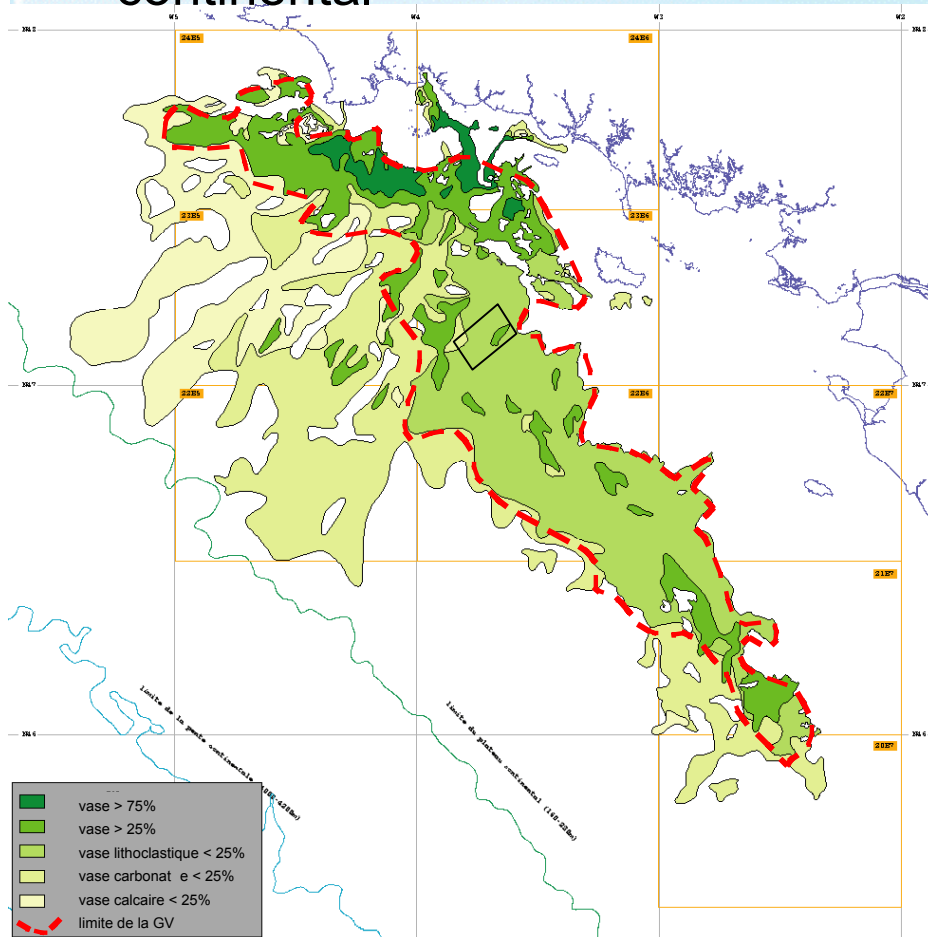 continental
W5 W4 W3 W2
N48 24E5 24E6 N48
23E5 23E6
N47 22E5 22E6 22E7 N47
21E7
N46 20E7 N46
limite de la pente continentale
limite du plateau continental (160-220m)
vase > 75%
vase > 25%
vase lithoclastique < 25%
vase carbonat e < 25%
vase calcaire < 25%
limite de la GV